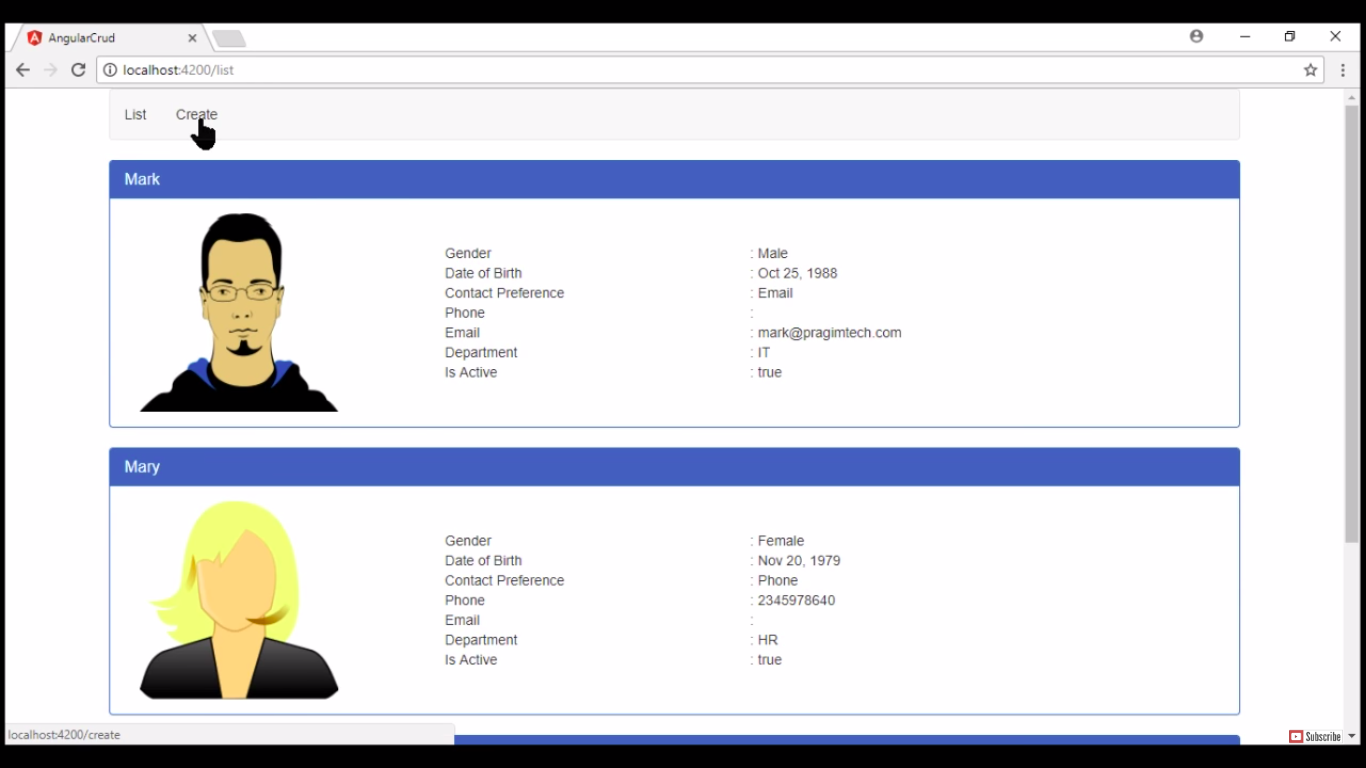 AngularCrud
localhost:4200/list
List Create
Mark
Gender : Male
Date of Birth : Oct 25, 1988
Contact Preference : Email
Phone :
Email : mark@pragimtech.com
Department : IT
Is Active : true
Mary
Gender : Female
Date of Birth : Nov 20, 1979
Contact Preference : Phone
Phone : 2345978640
Email :
Department : HR
Is Active : true
localhost:4200/create
Subscribe